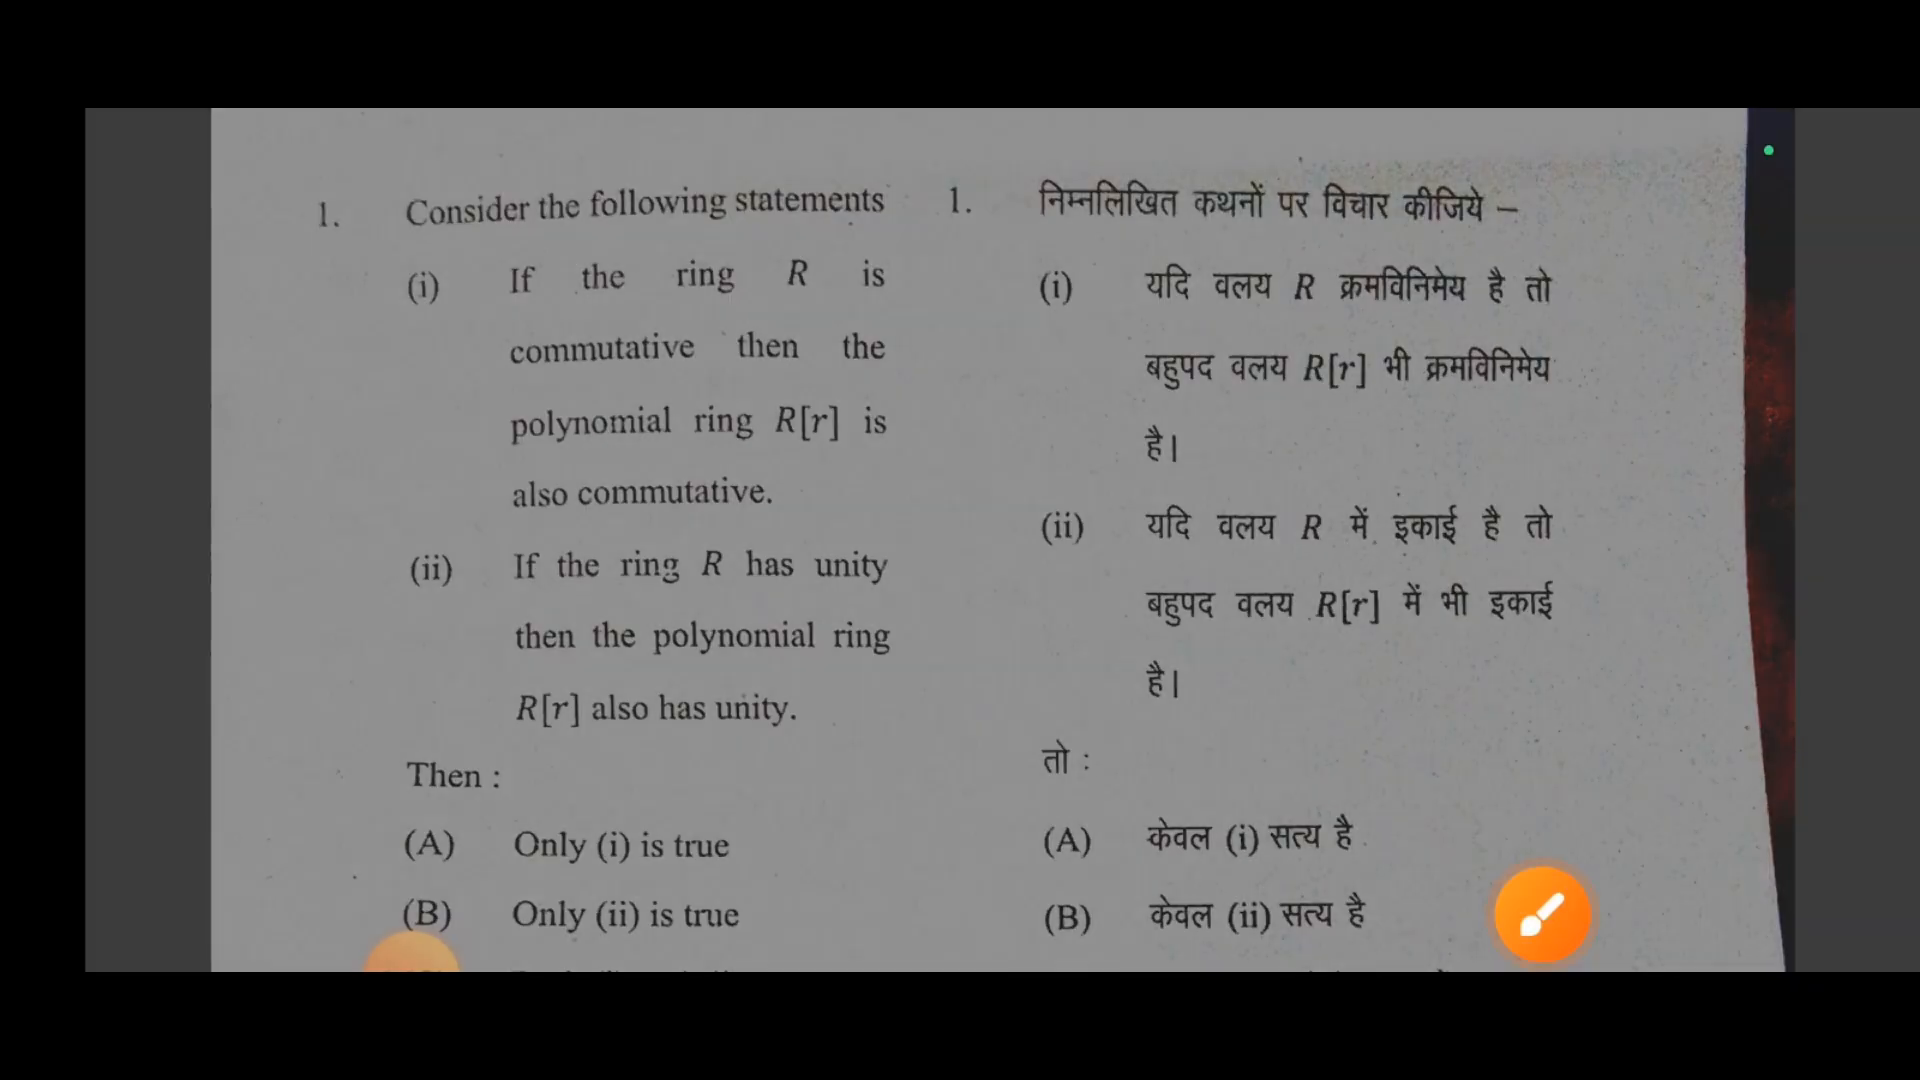 1. Consider the following statements
(i) If the ring R is
commutative then the
polynomial ring R[r] is
also commutative.
(ii) If the ring R has unity
then the polynomial ring
R[r] also has unity.
Then :
(A) Only (i) is true
(B) Only (ii) is true
1. निम्नलिखित कथनों पर विचार कीजिये –
(i) यदि वलय R क्रमविनिमेय है तो
बहुपद वलय R[r] भी क्रमविनिमेय
है।
(ii) यदि वलय R में इकाई है तो
बहुपद वलय R[r] में भी इकाई
है।
तो :
(A) केवल (i) सत्य है
(B) केवल (ii) सत्य है